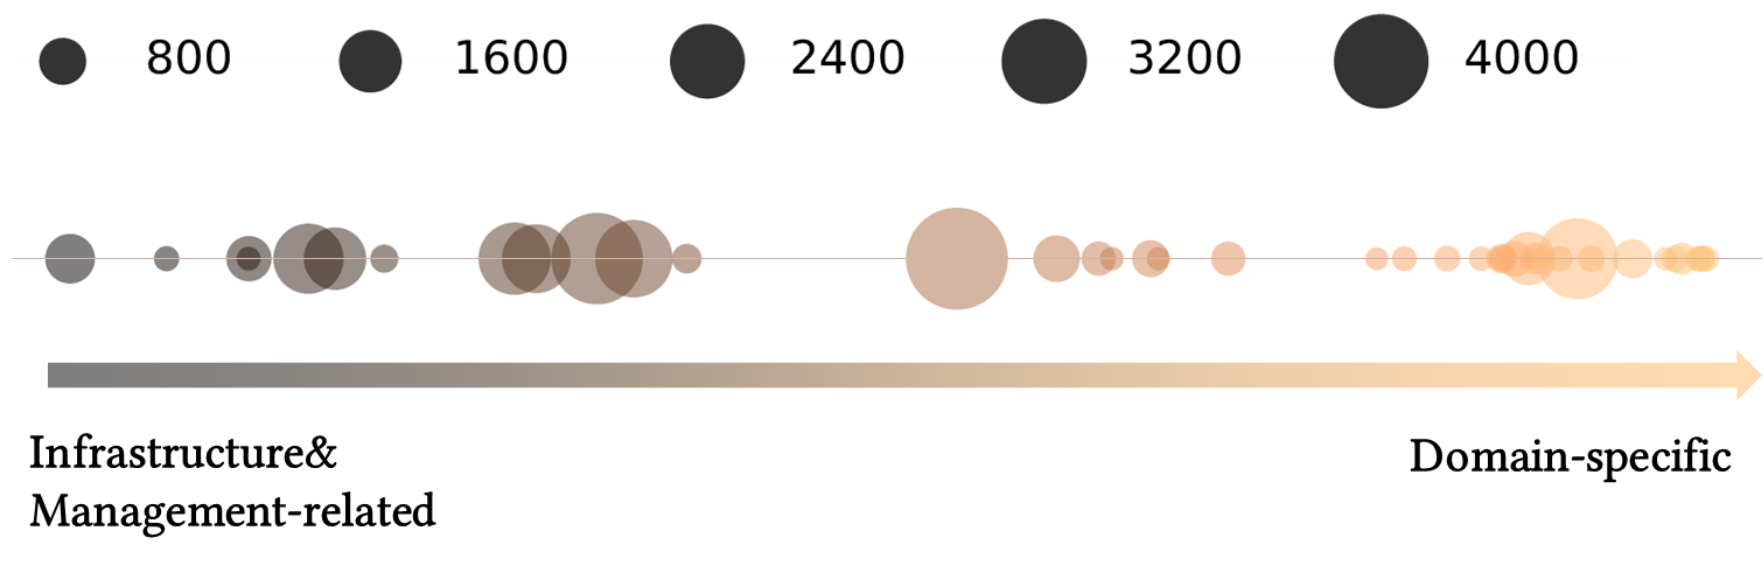 800 1600 2400 3200 4000
Infrastructure&
Management-related
Domain-specific